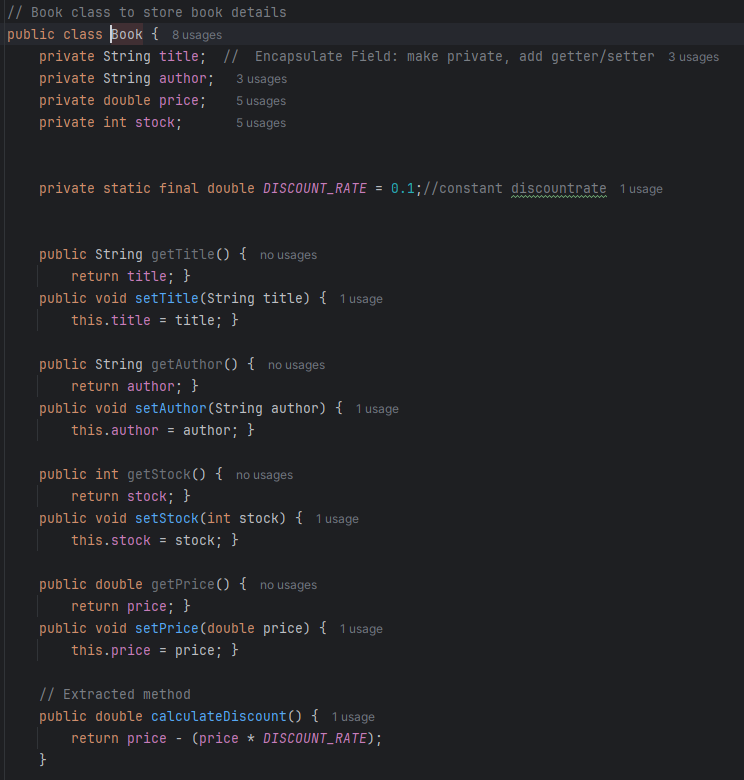 // Book class to store book details
public class Book {  8 usages
    private String title;  //  Encapsulate Field: make private, add getter/setter  3 usages
    private String author;  3 usages
    private double price;  5 usages
    private int stock;  5 usages
    private static final double DISCOUNT_RATE = 0.1;//constant discountrate  1 usage
    public String getTitle() {  no usages
        return title; }
    public void setTitle(String title) {  1 usage
        this.title = title; }
    public String getAuthor() {  no usages
        return author; }
    public void setAuthor(String author) {  1 usage
        this.author = author; }
    public int getStock() {  no usages
        return stock; }
    public void setStock(int stock) {  1 usage
        this.stock = stock; }
    public double getPrice() {  no usages
        return price; }
    public void setPrice(double price) {  1 usage
        this.price = price; }
    // Extracted method
    public double calculateDiscount() {  1 usage
        return price - (price * DISCOUNT_RATE);
    }